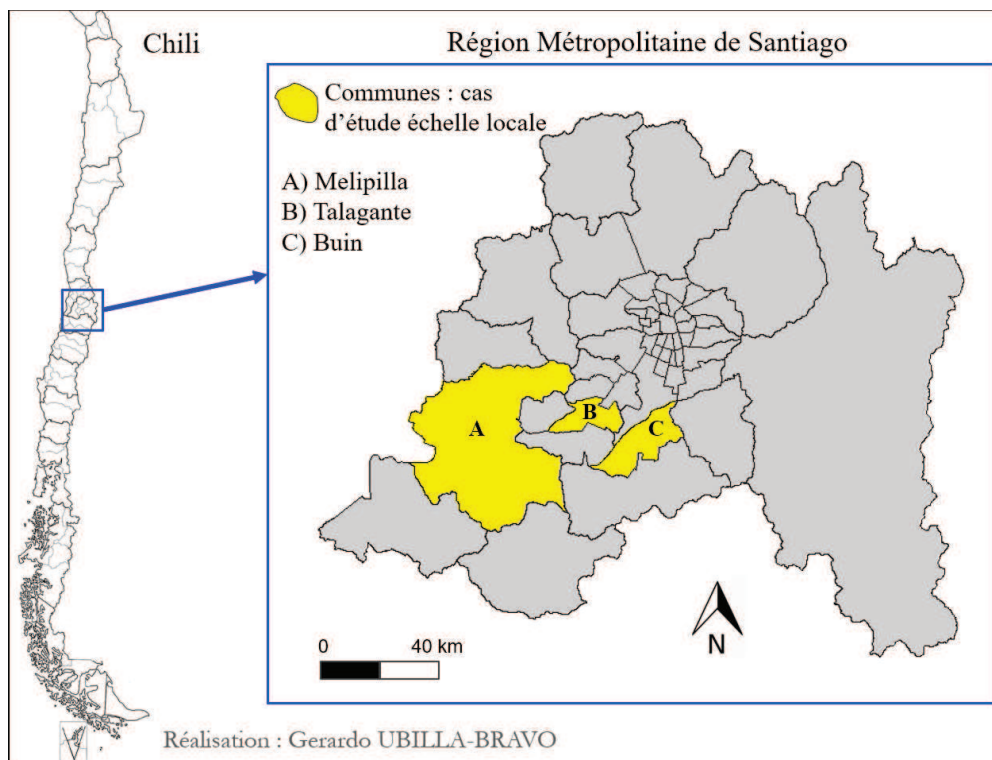 Chili
Région Métropolitaine de Santiago
Communes : cas
d'étude échelle locale
A) Melipilla
B) Talagante
C) Buin
A
B
C
0 40 km
N
Réalisation : Gerardo UBILLA-BRAVO